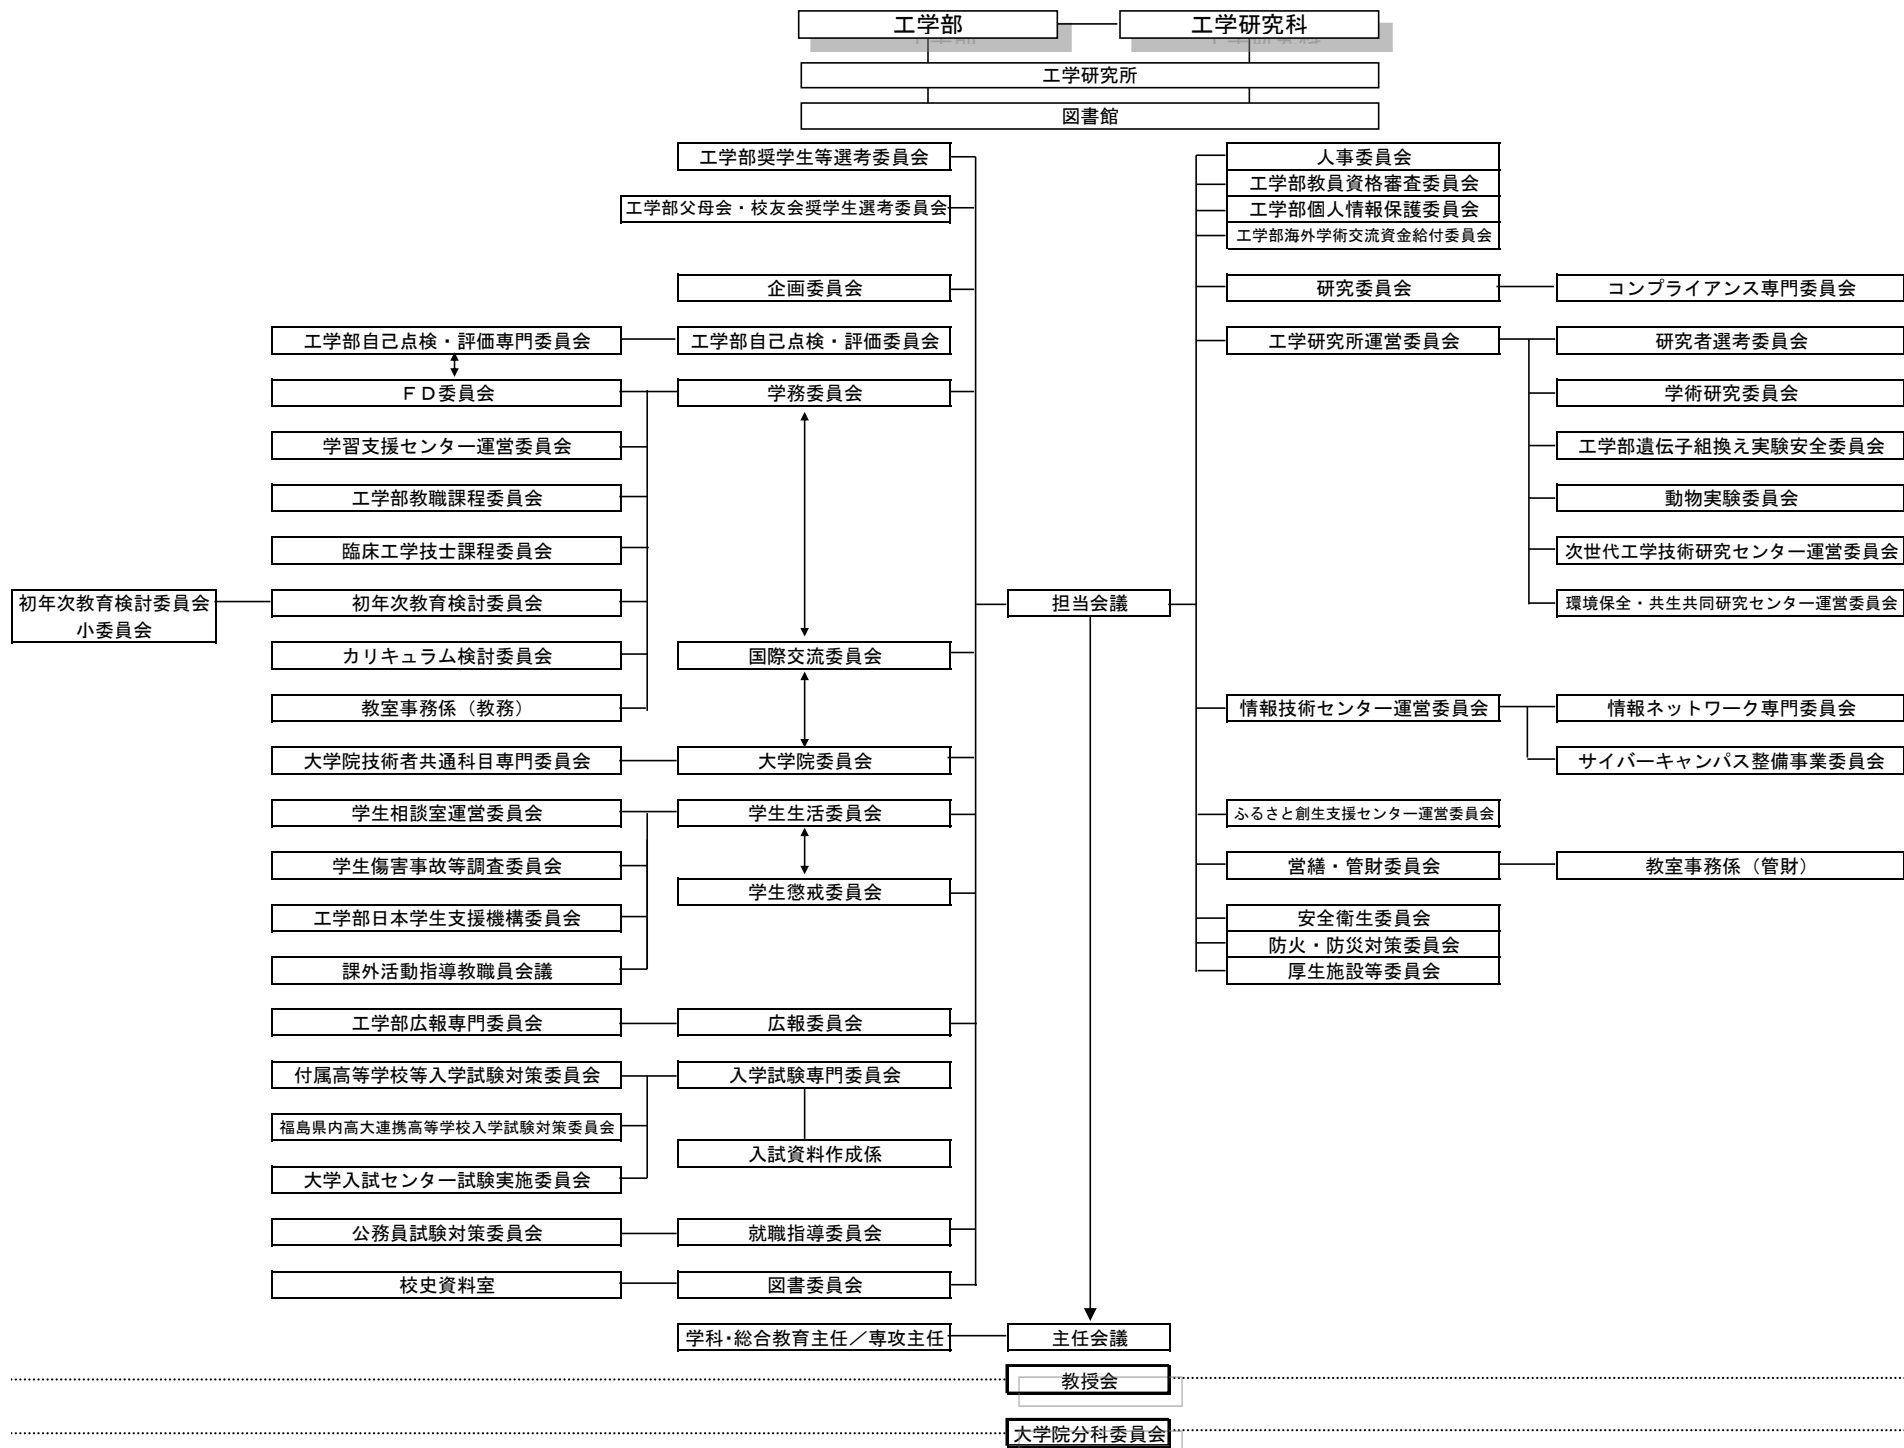 工学部
工学研究科
工学研究所
図書館
工学部奨学生等選考委員会
人事委員会
工学部教員資格審査委員会
工学部父母会・校友会奨学生選考委員会
工学部個人情報保護委員会
工学部海外学術交流資金給付委員会
企画委員会
研究委員会
コンプライアンス専門委員会
工学部自己点検・評価専門委員会
工学部自己点検・評価委員会
工学研究所運営委員会
研究者選考委員会
ＦＤ委員会
学務委員会
学術研究委員会
学習支援センター運営委員会
工学部遺伝子組換え実験安全委員会
工学部教職課程委員会
動物実験委員会
臨床工学技士課程委員会
次世代工学技術研究センター運営委員会
初年次教育検討委員会
小委員会
初年次教育検討委員会
担当会議
環境保全・共生共同研究センター運営委員会
カリキュラム検討委員会
国際交流委員会
教室事務係（教務）
情報技術センター運営委員会
情報ネットワーク専門委員会
大学院技術者共通科目専門委員会
大学院委員会
サイバーキャンパス整備事業委員会
学生相談室運営委員会
学生生活委員会
ふるさと創生支援センター運営委員会
学生傷害事故等調査委員会
営繕・管財委員会
教室事務係（管財）
学生懲戒委員会
工学部日本学生支援機構委員会
安全衛生委員会
防火・防災対策委員会
課外活動指導教職員会議
厚生施設等委員会
工学部広報専門委員会
広報委員会
付属高等学校等入学試験対策委員会
入学試験専門委員会
福島県内高大連携高等学校入学試験対策委員会
入試資料作成係
大学入試センター試験実施委員会
公務員試験対策委員会
就職指導委員会
校史資料室
図書委員会
学科・総合教育主任／専攻主任
主任会議
教授会
大学院分科委員会